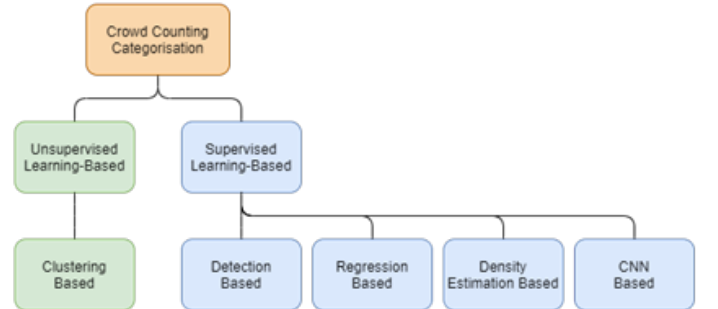 Crowd Counting
Categorisation
Unsupervised
Learning-Based
Supervised
Learning-Based
Clustering
Based
Detection
Based
Regression
Based
Density
Estimation Based
CNN
Based